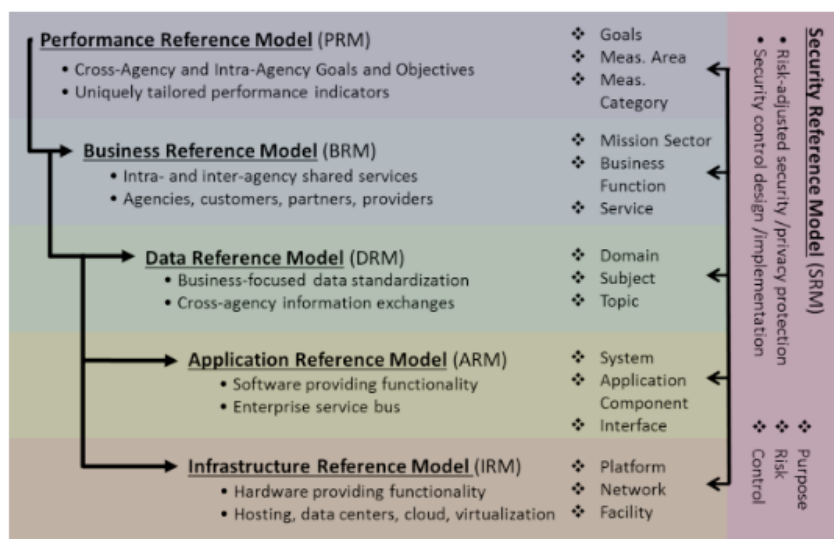 Performance Reference Model (PRM)
• Cross-Agency and Intra-Agency Goals and Objectives
• Uniquely tailored performance indicators
❖ Goals
❖ Meas. Area
❖ Meas.
Category
Business Reference Model (BRM)
• Intra- and inter-agency shared services
• Agencies, customers, partners, providers
❖ Mission Sector
❖ Business
Function
❖ Service
Data Reference Model (DRM)
• Business-focused data standardization
• Cross-agency information exchanges
❖ Domain
❖ Subject
❖ Topic
Application Reference Model (ARM)
• Software providing functionality
• Enterprise service bus
❖ System
❖ Application
Component
❖ Interface
Infrastructure Reference Model (IRM)
• Hardware providing functionality
• Hosting, data centers, cloud, virtualization
❖ Platform
❖ Network
❖ Facility
Security Reference Model (SRM)
• Risk-adjusted security /privacy protection
• Security control design /implementation
❖ Purpose
❖ Risk
❖ Control